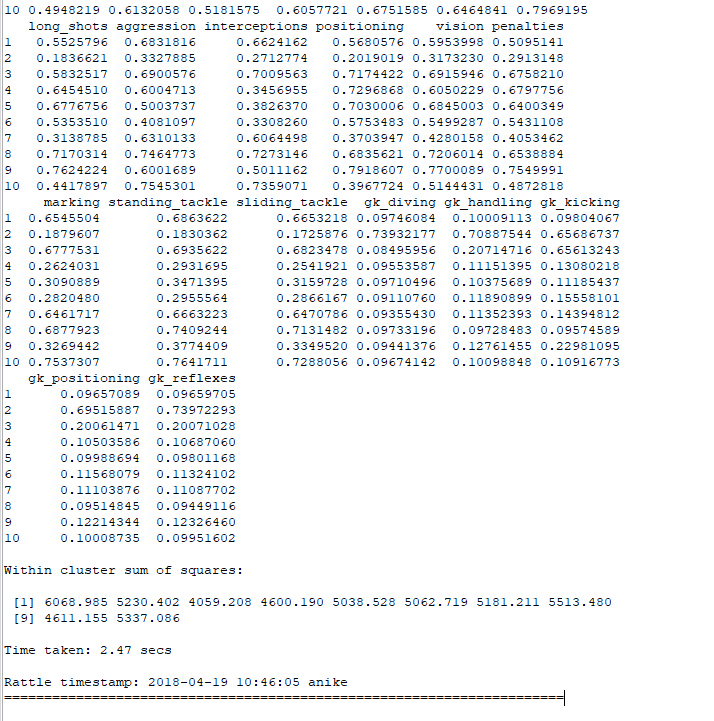 10 0.4948219 0.6132058 0.5181575 0.6057721 0.6751585 0.6464841 0.7969195
long_shots aggression interceptions positioning vision penalties
1 0.5525796 0.6831816 0.6624162 0.5680576 0.5953998 0.5095141
2 0.1836621 0.3327885 0.2712774 0.2019019 0.3173230 0.2913148
3 0.5832517 0.6900576 0.7009563 0.7174422 0.6915946 0.6758210
4 0.6454510 0.6004713 0.3456955 0.7296868 0.6050229 0.6797756
5 0.6776756 0.5003737 0.3826370 0.7030006 0.6845003 0.6400349
6 0.5353510 0.4081097 0.3308260 0.5753483 0.5499287 0.5431108
7 0.3138785 0.6310133 0.6064498 0.3703947 0.4280158 0.4053462
8 0.7170314 0.7464773 0.7273146 0.6835621 0.7206014 0.6538884
9 0.7624224 0.6001689 0.5011162 0.7918607 0.7700089 0.7549991
10 0.4417897 0.7545301 0.7359071 0.3967724 0.5144431 0.4872818
marking standing_tackle sliding_tackle gk_diving gk_handling gk_kicking
1 0.6545504 0.6863622 0.6653218 0.09746084 0.10009113 0.09804067
2 0.1879607 0.1830362 0.1725876 0.73932177 0.70887544 0.65686737
3 0.6777531 0.6935622 0.6823478 0.08495956 0.20714716 0.65613243
4 0.2624031 0.2931695 0.2541921 0.09553587 0.11151395 0.13080218
5 0.3090889 0.3471395 0.3159728 0.09710496 0.10375689 0.11185437
6 0.2820480 0.2955564 0.2866167 0.09110760 0.11890899 0.15558101
7 0.6461717 0.6663223 0.6470786 0.09355430 0.11352393 0.14394812
8 0.6877923 0.7409244 0.7131482 0.09733196 0.09728483 0.09574589
9 0.3269442 0.3774409 0.3349520 0.09441376 0.12761455 0.22981095
10 0.7537307 0.7641711 0.7288056 0.09674142 0.10098848 0.10916773
gk_positioning gk_reflexes
1 0.09657089 0.09659705
2 0.69515887 0.73972293
3 0.20061471 0.20071028
4 0.10503586 0.10687060
5 0.09988694 0.09801168
6 0.11568079 0.11324102
7 0.11103876 0.11087702
8 0.09514845 0.09449116
9 0.12214344 0.12326460
10 0.10008735 0.09951602
Within cluster sum of squares:
[1] 6068.985 5230.402 4059.208 4600.190 5038.528 5062.719 5181.211 5513.480
[9] 4611.155 5337.086
Time taken: 2.47 secs
Rattle timestamp: 2018-04-19 10:46:05 anike
======================================================================